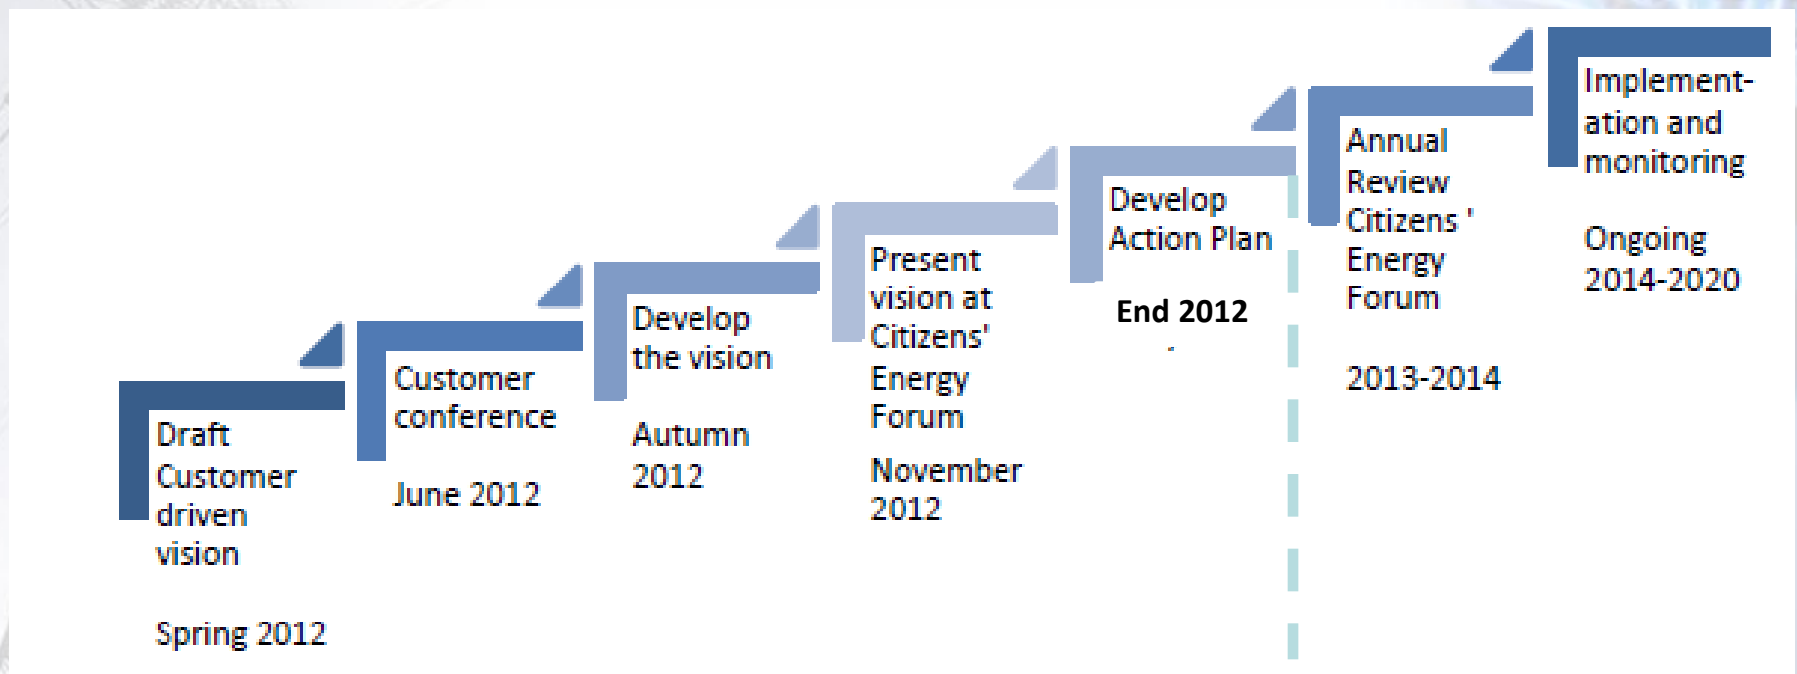 Draft
Customer
driven
vision
Spring 2012
Customer
conference
June 2012
Develop
the vision
Autumn
2012
Present
vision at
Citizens'
Energy
Forum
November
2012
Develop
Action Plan
End 2012
Annual
Review
Citizens '
Energy
Forum
2013-2014
Implement-
ation and
monitoring
Ongoing
2014-2020